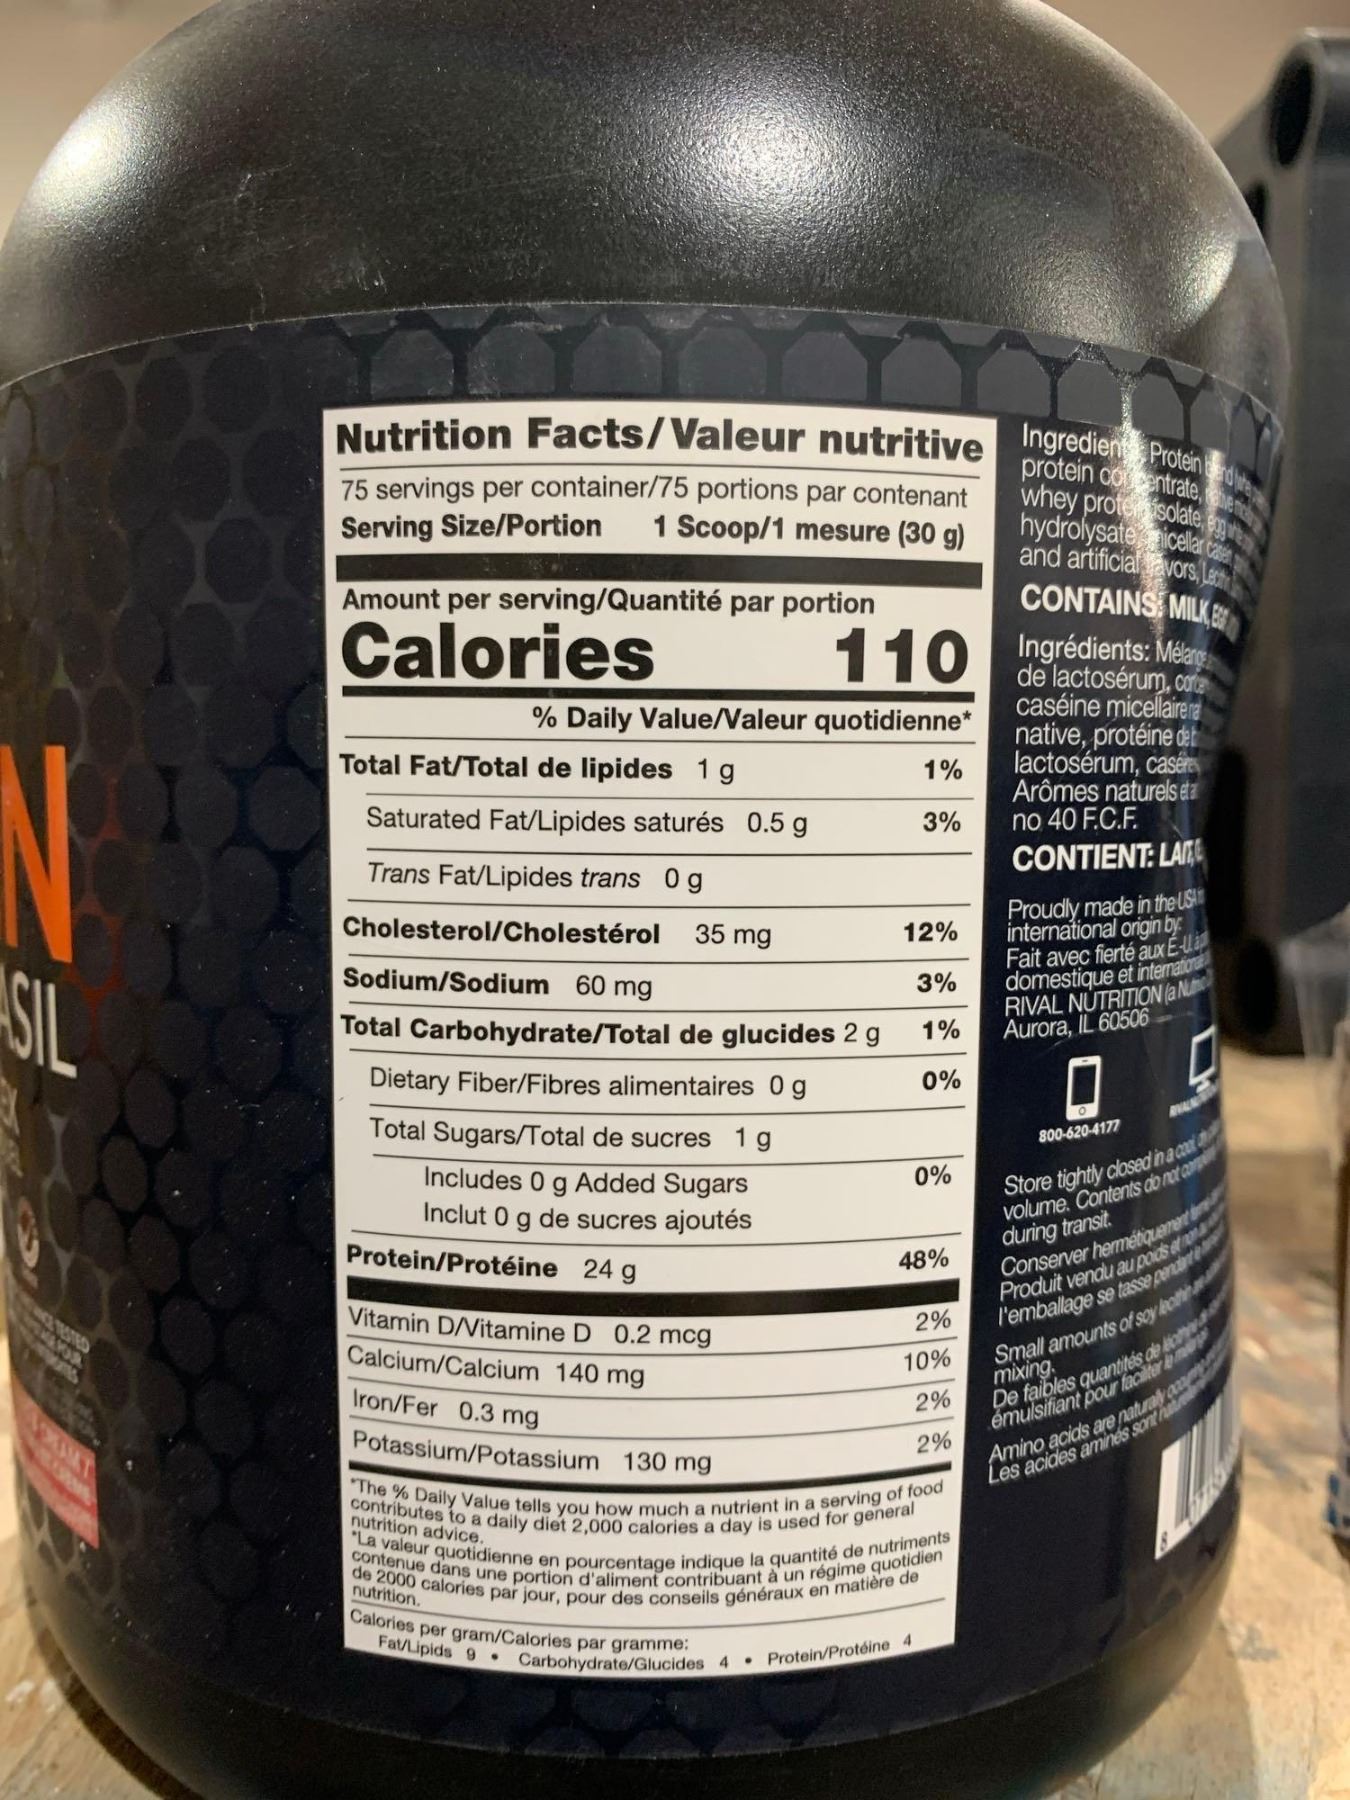 N
ASIL
Nutrition Facts/Valeur nutritive
75 servings per container/75 portions par contenant
Serving Size/Portion 1 Scoop/1 mesure (30 g)
Amount per serving/Quantité par portion
Calories 110
% Daily Value/Valeur quotidienne*
Total Fat/Total de lipides 1 g 1%
Saturated Fat/Lipides saturés 0.5 g 3%
Trans Fat/Lipides trans 0 g
Cholesterol/Cholestérol 35 mg 12%
Sodium/Sodium 60 mg 3%
Total Carbohydrate/Total de glucides 2 g 1%
Dietary Fiber/Fibres alimentaires 0 g 0%
Total Sugars/Total de sucres 1 g
Includes 0 g Added Sugars 0%
Inclut 0 g de sucres ajoutés
Protein/Protéine 24 g 48%
Vitamin D/Vitamine D 0.2 mcg 2%
Calcium/Calcium 140 mg 10%
Iron/Fer 0.3 mg 2%
Potassium/Potassium 130 mg 2%
*The % Daily Value tells you how much a nutrient in a serving of food
contributes to a daily diet 2,000 calories a day is used for general
nutrition advice.
*La valeur quotidienne en pourcentage indique la quantité de nutriments
contenue dans une portion d'aliment contribuant à un régime quotidien
de 2000 calories par jour, pour des conseils généraux en matière de
nutrition.
Calories per gram/Calories par gramme:
Fat/Lipids 9 • Carbohydrate/Glucides 4 • Protein/Protéine 4
Protein
protein
whey
hydrolysate
and artificial
CONTAINS: MILK,
Ingrédients:
de lactosérum,
caséine micellaire
native, protéine
lactosérum,
Arômes naturels
no 40 F.C.F.
CONTIENT: LAIT,
Proudly made in the USA
international origin by:
Fait avec fierté aux É-U.
domestique et
RIVAL NUTRITION (a
Aurora, IL 60506
800-620-4177
Store tightly closed in a cool,
volume. Contents do not
during transit.
Conserver hermétiquement
Produit vendu au poids et
l'emballage se tasse pendant
Small amounts of soy lecithin
mixing.
De faibles quantités de
émulsifiant pour faciliter le
Amino acids are naturally
Les acides aminés sont
8